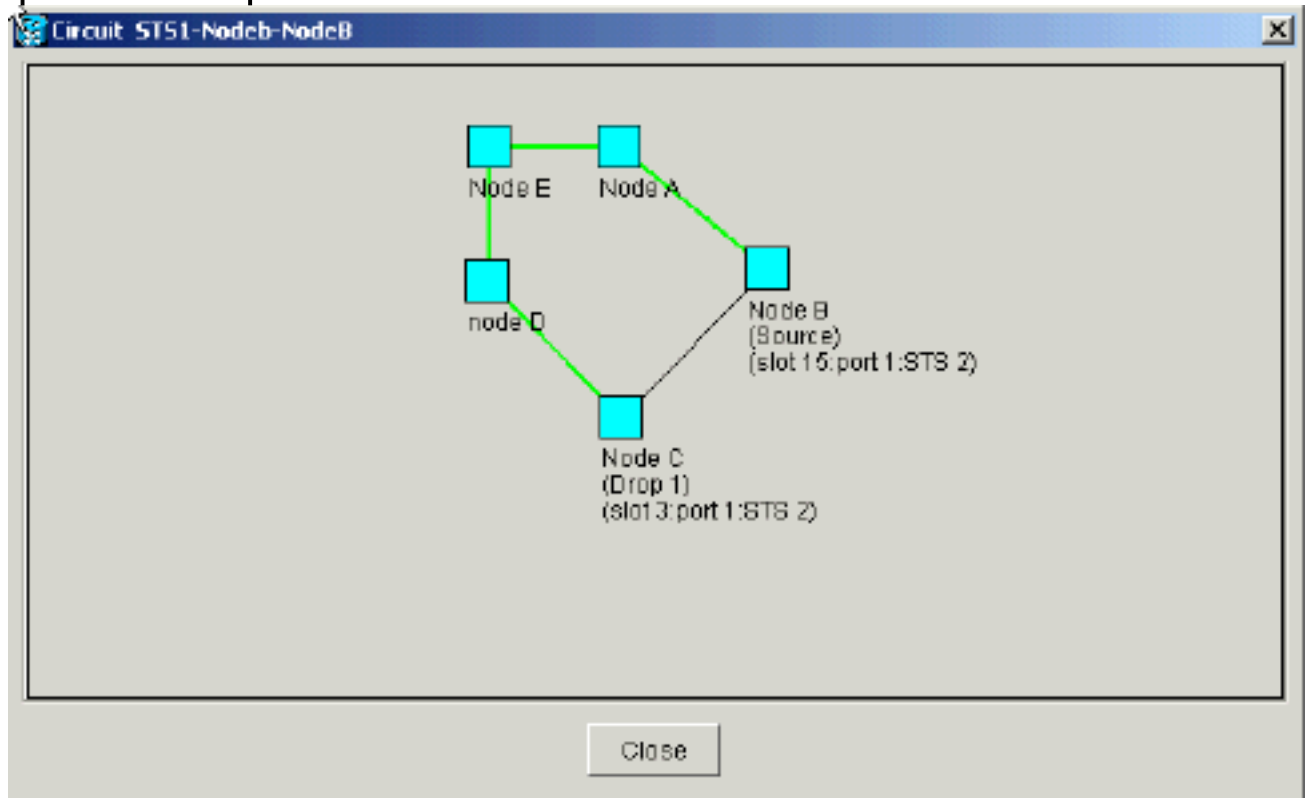 Circuit STS1-Nodeb-NodeB
Node E
Node A
node D
Node B
(Source)
(slot 15:port 1:STS 2)
Node C
(Drop 1)
(slot 3:port 1:STS 2)
Close